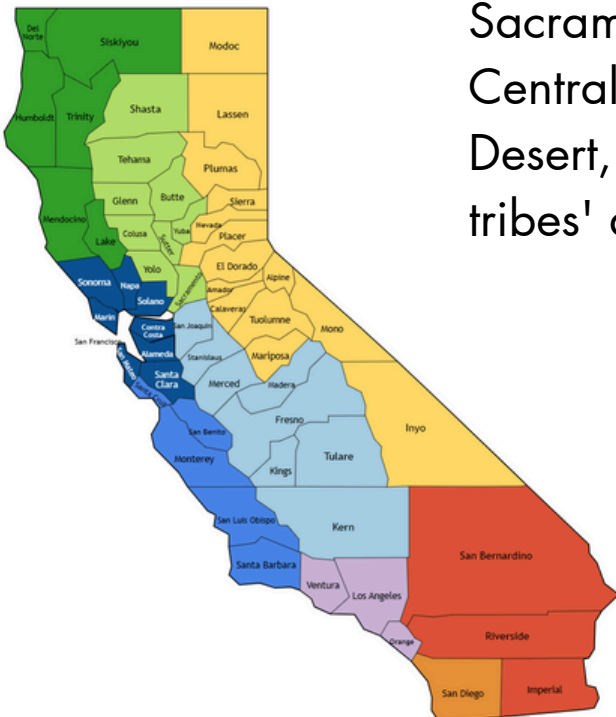 Sacram
Central
Desert,
tribes'
Del
Norte
Siskiyou
Modoc
Humboldt
Trinity
Shasta
Lassen
Tehama
Plumas
Mendocino
Glenn
Butte
Sierra
Lake
Colusa
Sutter
Yuba
Nevada
Placer
Yolo
El Dorado
Sonoma
Napa
Solano
Sacramento
Amador
Alpine
Marin
Calaveras
Contra
Costa
San Joaquin
Tuolumne
Mono
San Francisco
Alameda
Stanislaus
Mariposa
San Mateo
Santa
Clara
Merced
Madera
Santa Cruz
San Benito
Fresno
Inyo
Monterey
Kings
Tulare
San Luis Obispo
Kern
San Bernardino
Santa Barbara
Ventura
Los Angeles
Orange
Riverside
San Diego
Imperial